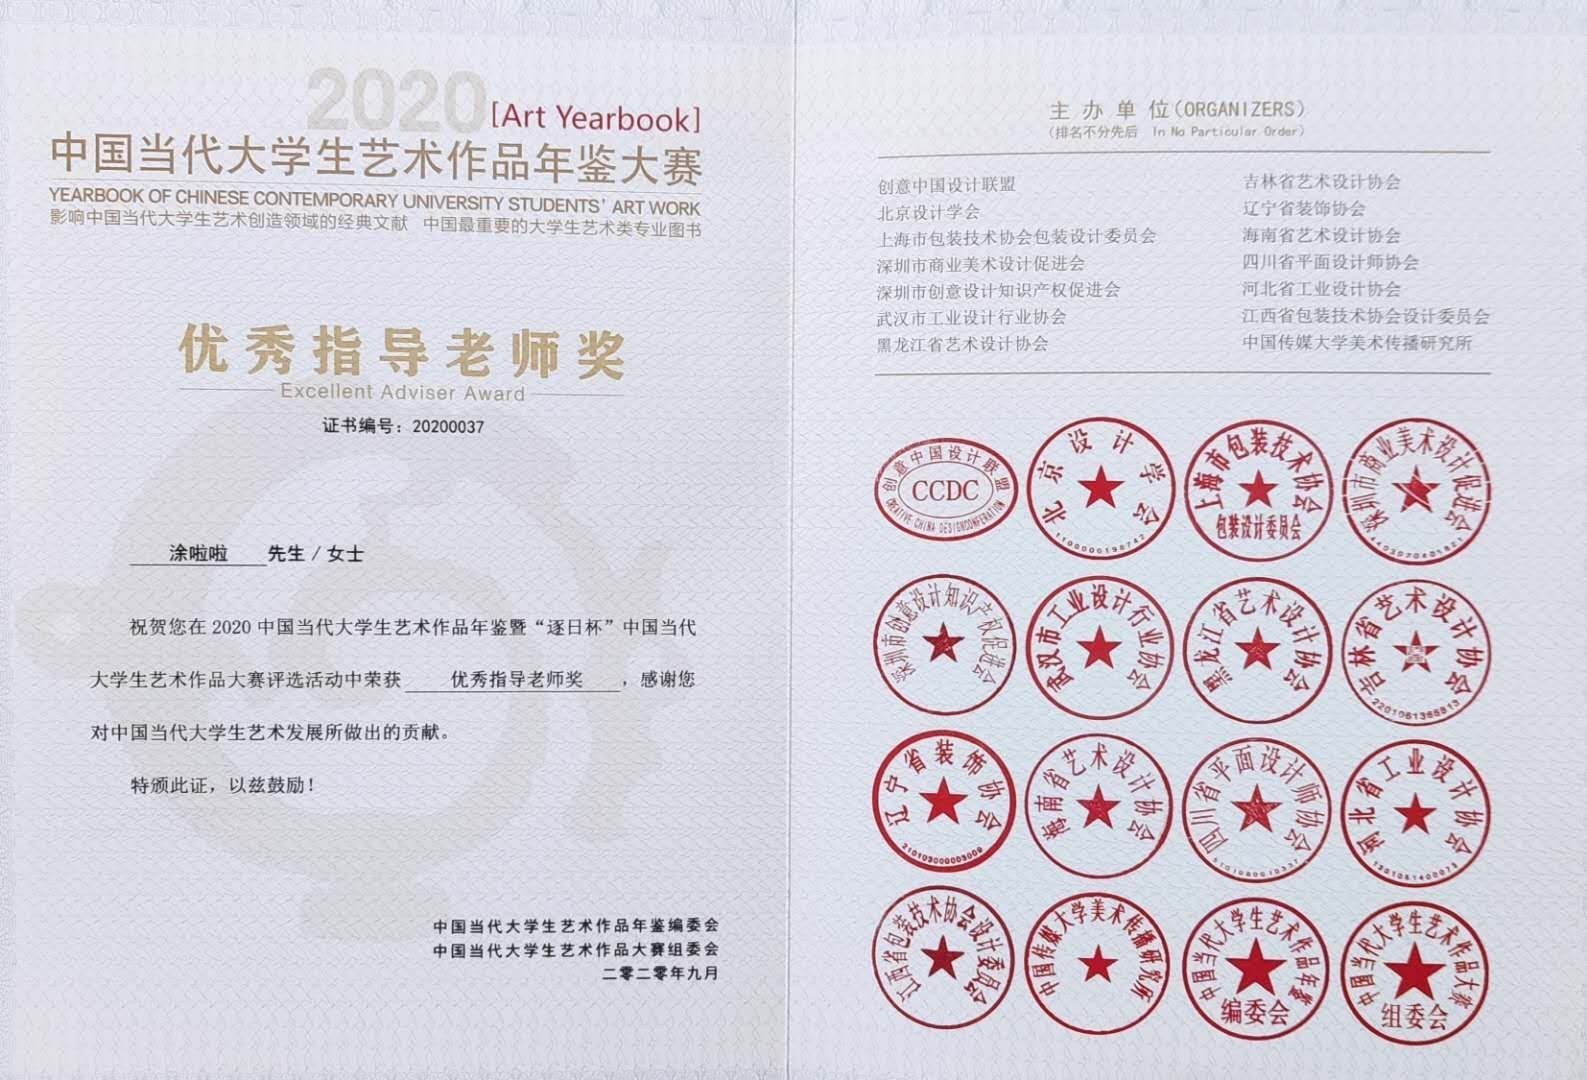 2020
[Art Yearbook]
中国当代大学生艺术作品年鉴大赛
YEARBOOK OF CHINESE CONTEMPORARY UNIVERSITY STUDENTS' ART WORK
影响中国当代大学生艺术创造领域的经典文献 中国最重要的大学生艺术类专业图书
优秀指导老师奖
Excellent Adviser Award
证书编号：20200037
涂啦啦 先生 / 女士
祝贺您在 2020 中国当代大学生艺术作品年鉴暨“逐日杯”中国当代
大学生艺术作品大赛评选活动中荣获 优秀指导老师奖 ，感谢您
对中国当代大学生艺术发展所做出的贡献。
特颁此证，以兹鼓励！
中国当代大学生艺术作品年鉴编委会
中国当代大学生艺术作品大赛组委会
二零二零年九月
主办单位(ORGANIZERS)
(排名不分先后 In No Particular Order)
创意中国设计联盟
北京设计学会
上海市包装技术协会包装设计委员会
深圳市商业美术设计促进会
深圳市创意设计知识产权促进会
武汉市工业设计行业协会
黑龙江省艺术设计协会
吉林省艺术设计协会
辽宁省装饰协会
海南省艺术设计协会
四川省平面设计师协会
河北省工业设计协会
江西省包装技术协会设计委员会
中国传媒大学美术传播研究所
创意中国设计联盟
CCDC
北京设计学会
上海市包装技术协会
包装设计委员会
深圳市商业美术设计促进会
深圳市创意设计知识产权促进会
武汉市工业设计行业协会
黑龙江省艺术设计协会
吉林省艺术设计协会
辽宁省装饰协会
海南省艺术设计协会
四川省平面设计师协会
河北省工业设计协会
江西省包装技术协会设计委员会
中国传媒大学美术传播研究所
中国当代大学生艺术作品年鉴
编委会
中国当代大学生艺术作品大赛
组委会